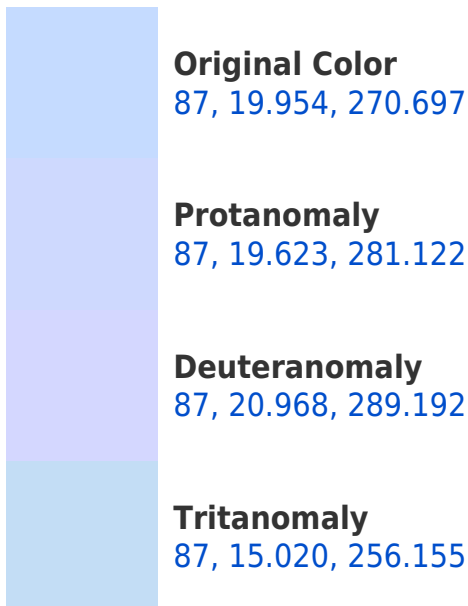 Original Color
87, 19.954, 270.697
Protanomaly
87, 19.623, 281.122
Deuteranomaly
87, 20.968, 289.192
Tritanomaly
87, 15.020, 256.155